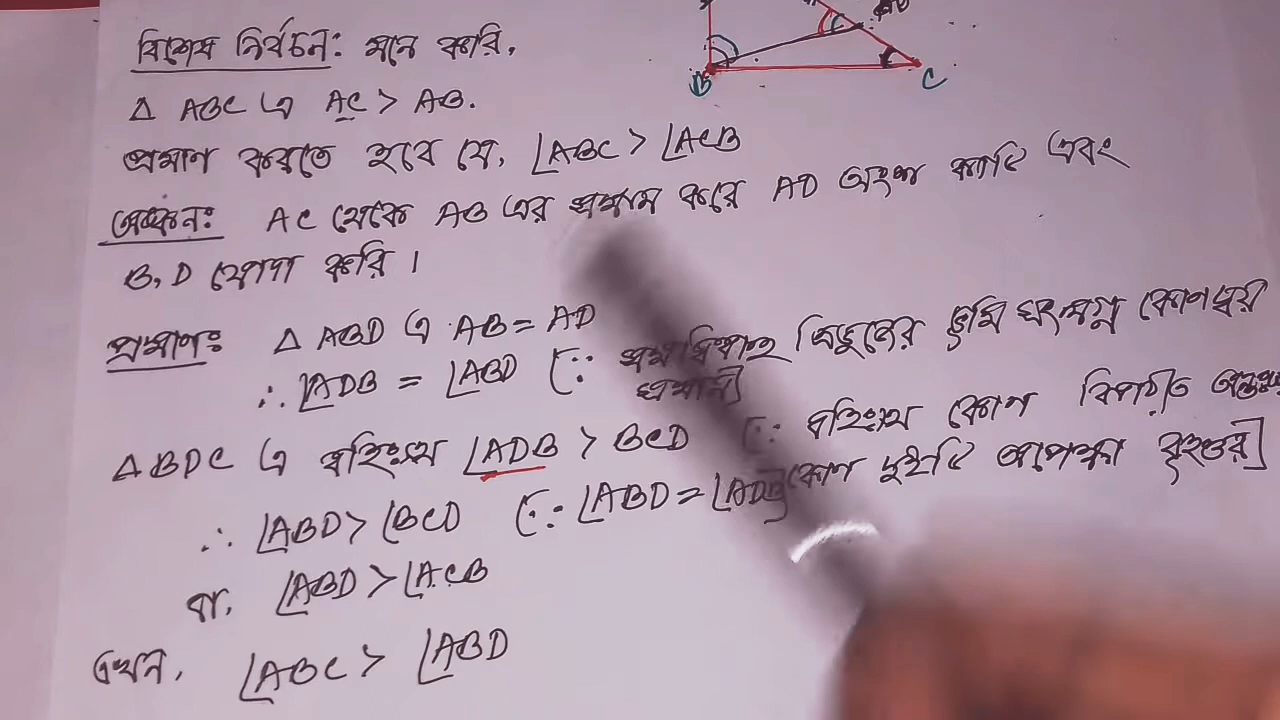 B
C
বিশেষ নির্বচন: মনে করি,
Δ ABC এ AC > AB.
প্রমাণ করতে হবে যে, ∠ABC > ∠ACB
অঙ্কন: AC থেকে AB এর সমান করে AD অংশ কাটি এবং
B, D যোগ করি।
প্রমাণ: Δ ABD এ AB = AD
∴ ∠ADB = ∠ABD [∵ সমদ্বিবাহু ত্রিভুজের ভূমি সংলগ্ন কোণদ্বয়
সমান]
Δ BDC এ বহিঃস্থ ∠ADB > BCD [∵ বহিঃস্থ কোণ বিপরীত অন্তঃস্থ
কোণ দুইটি অপেক্ষা বৃহত্তর]
∴ ∠ABD > ∠BCD [∵ ∠ABD = ∠ADB]
বা, ∠ABD > ∠ACB
এখন, ∠ABC > ∠ABD